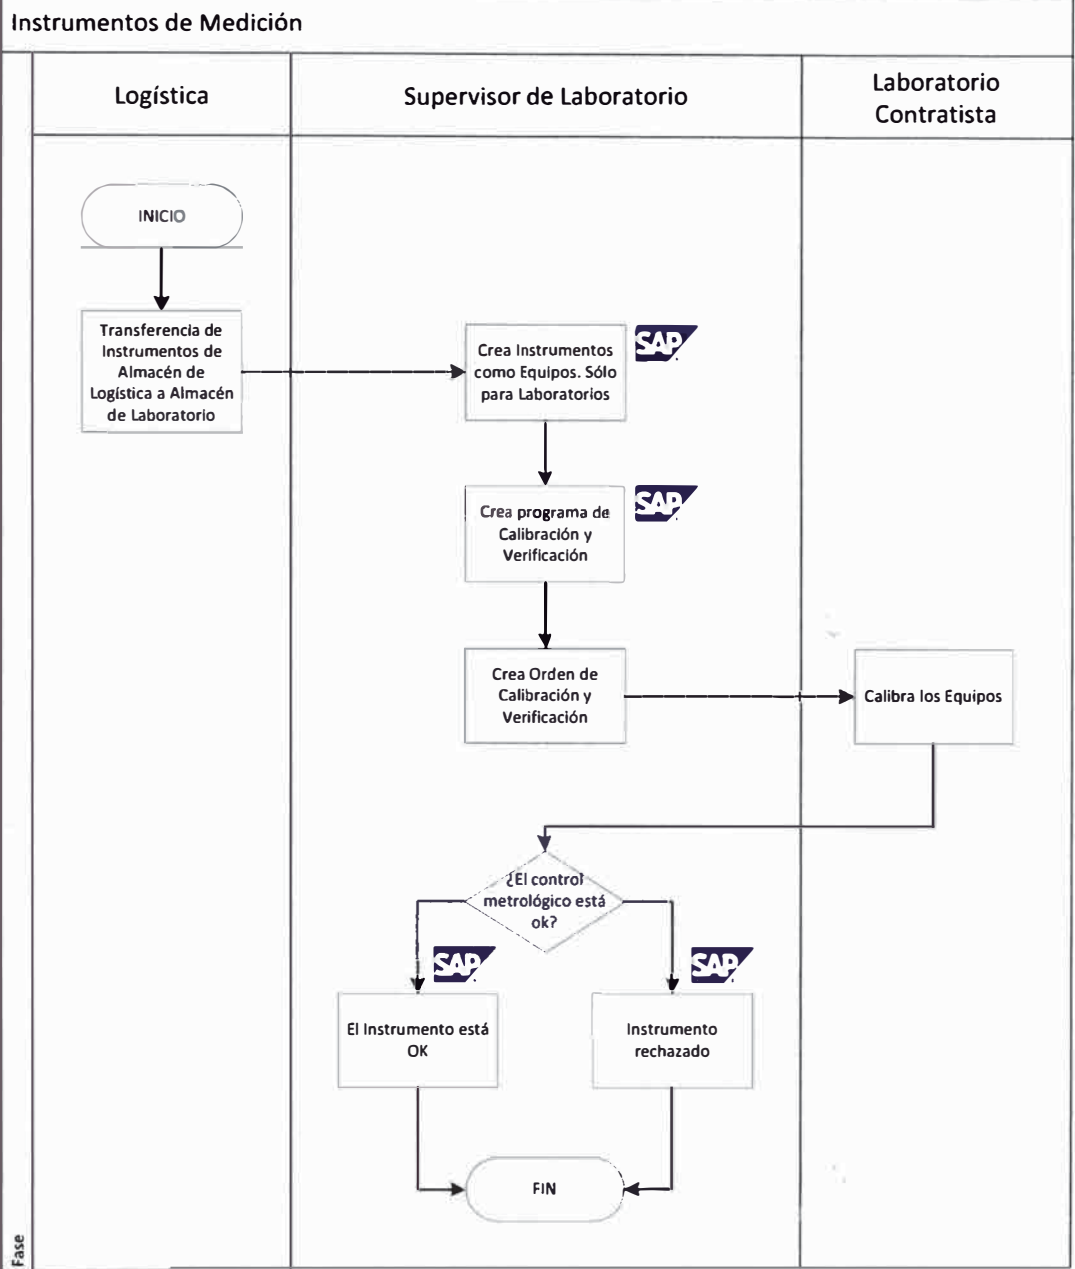 Instrumentos de Medición
Logística
Supervisor de Laboratorio
Laboratorio
Contratista
INICIO
Transferencia de
Instrumentos de
Almacén de
Logística a Almacén
de Laboratorio
Crea Instrumentos
como Equipos. Sólo
para Laboratorios
SAP
Crea programa de
Calibración y
Verificación
SAP
Crea Orden de
Calibración y
Verificación
Calibra los Equipos
¿El control
metrológico está
ok?
SAP
SAP
El Instrumento está
OK
Instrumento
rechazado
FIN
Fase